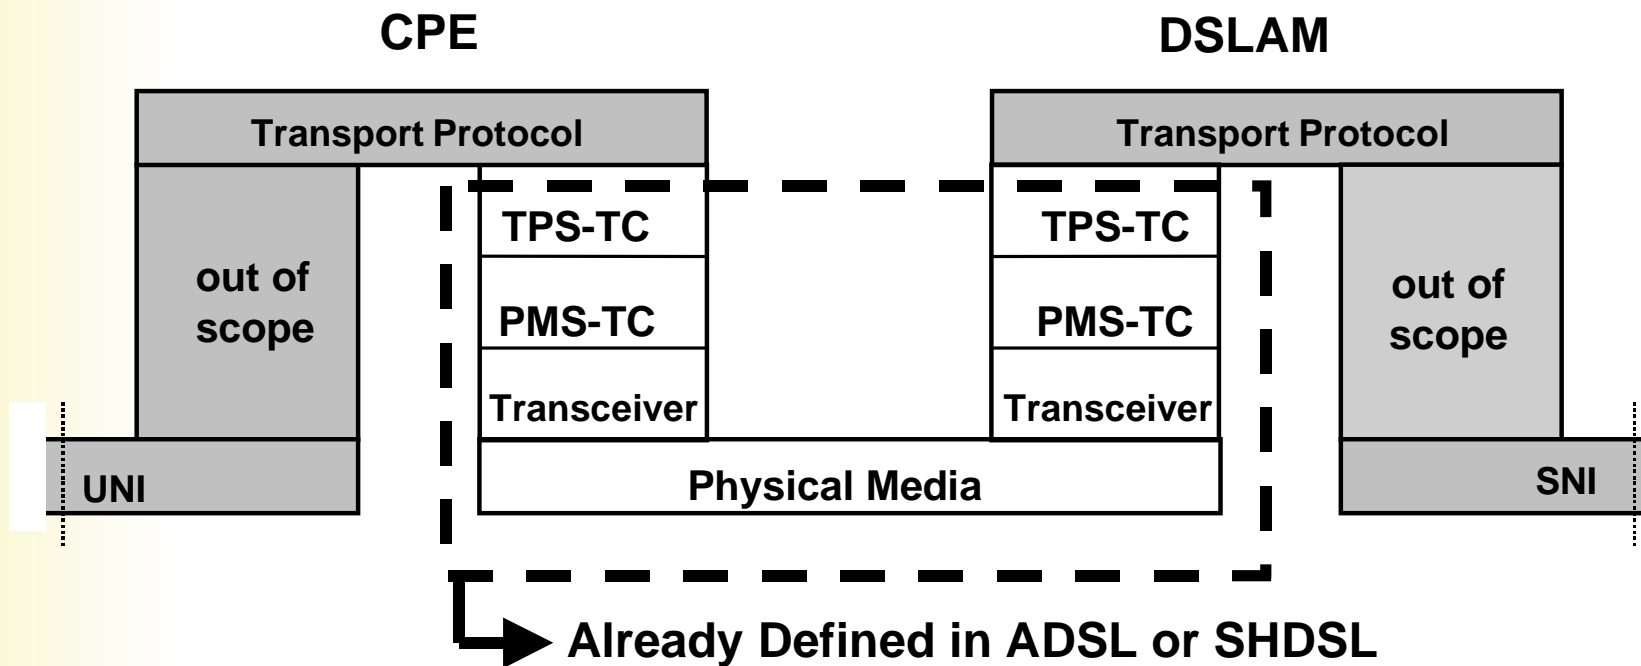 CPE
DSLAM
Transport Protocol
Transport Protocol
TPS-TC
TPS-TC
out of
scope
PMS-TC
PMS-TC
out of
scope
Transceiver
Transceiver
UNI
Physical Media
SNI
Already Defined in ADSL or SHDSL